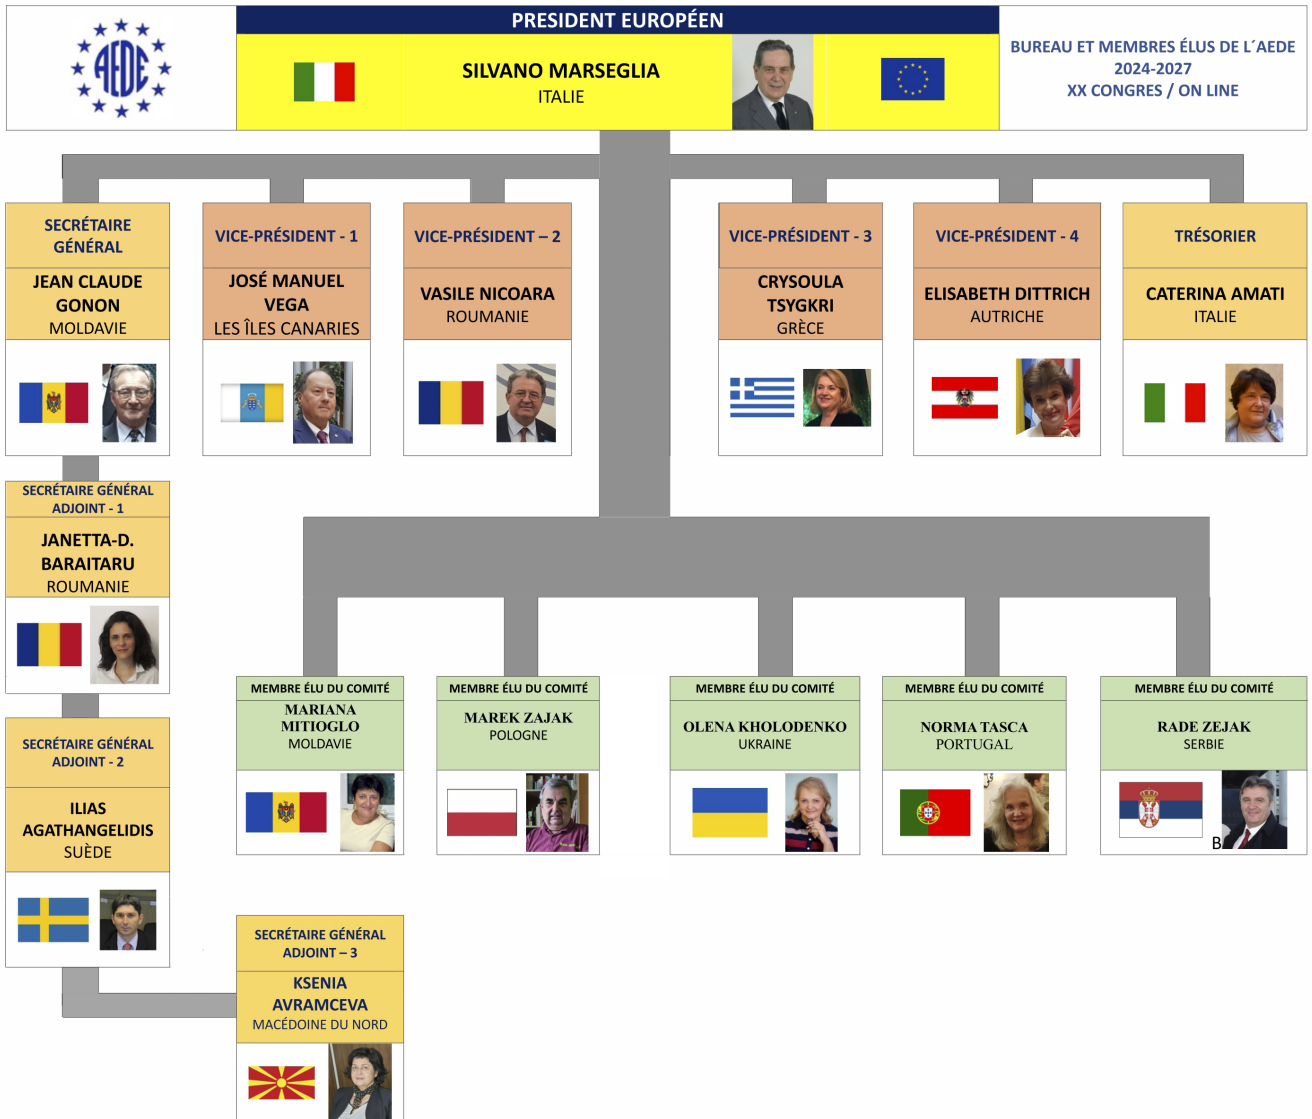 AEDE
PRESIDENT EUROPÉEN
SILVANO MARSEGLIA
ITALIE
BUREAU ET MEMBRES ÉLUS DE L´AEDE
2024-2027
XX CONGRES / ON LINE
SECRÉTAIRE
GÉNÉRAL
JEAN CLAUDE
GONON
MOLDAVIE
VICE-PRÉSIDENT - 1
JOSÉ MANUEL
VEGA
LES ÎLES CANARIES
VICE-PRÉSIDENT – 2
VASILE NICOARA
ROUMANIE
VICE-PRÉSIDENT - 3
CRYSOULA
TSYGKRI
GRÈCE
VICE-PRÉSIDENT - 4
ELISABETH DITTRICH
AUTRICHE
TRÉSORIER
CATERINA AMATI
ITALIE
SECRÉTAIRE GÉNÉRAL
ADJOINT - 1
JANETTA-D.
BARAITARU
ROUMANIE
SECRÉTAIRE GÉNÉRAL
ADJOINT - 2
ILIAS
AGATHANGELIDIS
SUÈDE
MEMBRE ÉLU DU COMITÉ
MARIANA
MITIOGLO
MOLDAVIE
MEMBRE ÉLU DU COMITÉ
MAREK ZAJAK
POLOGNE
MEMBRE ÉLU DU COMITÉ
OLENA KHOLODENKO
UKRAINE
MEMBRE ÉLU DU COMITÉ
NORMA TASCA
PORTUGAL
MEMBRE ÉLU DU COMITÉ
RADE ZEJAK
SERBIE
B
SECRÉTAIRE GÉNÉRAL
ADJOINT – 3
KSENIA
AVRAMCEVA
MACÉDOINE DU NORD